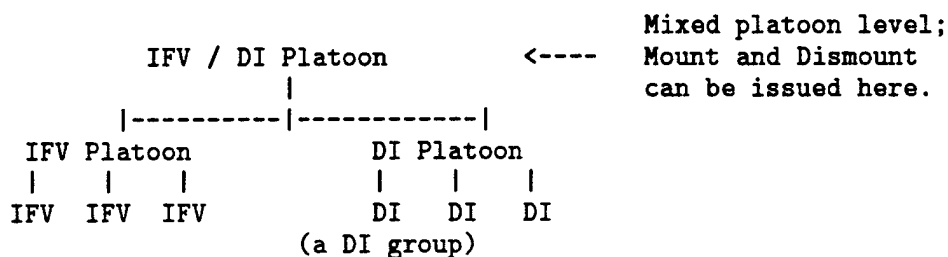 Mixed platoon level;
         IFV / DI Platoon            <----      Mount and Dismount
                 |                              can be issued here.
      |----------|------------|
IFV Platoon              DI Platoon
|    |    |              |    |    |
IFV  IFV  IFV            DI   DI   DI
                    (a DI group)